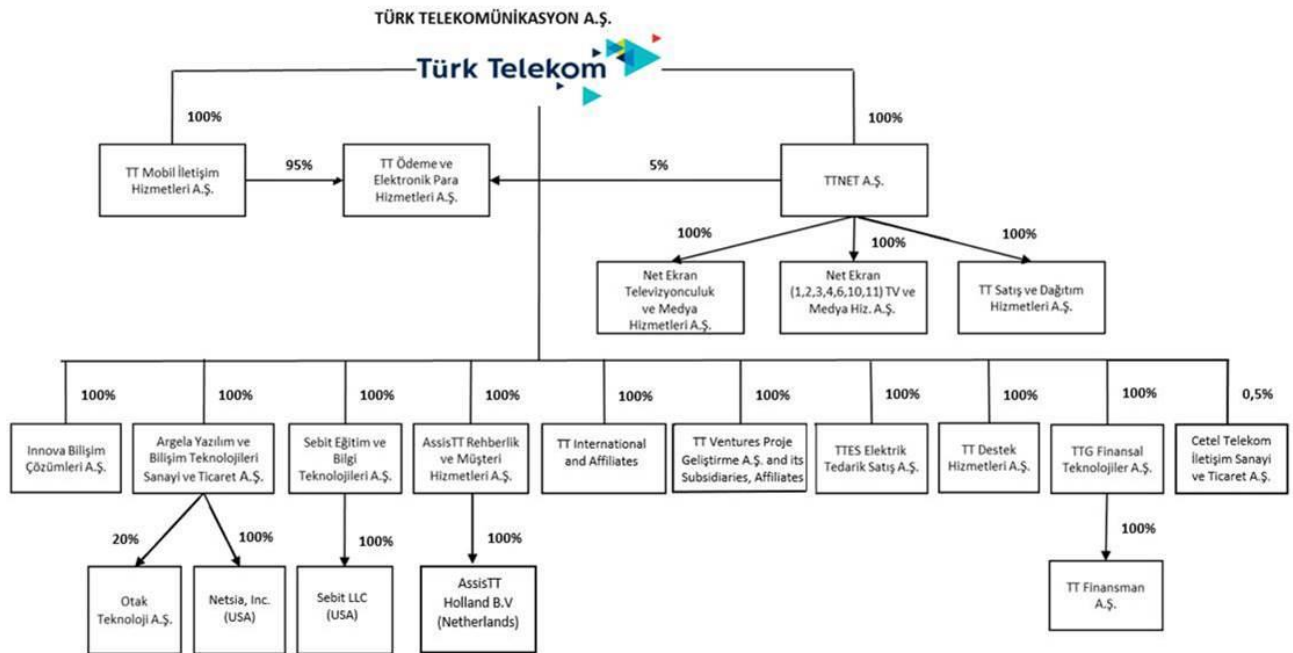 TÜRK TELEKOMÜNİKASYON A.Ş.
Türk Telekom
100%
100%
TT Mobil İletişim
Hizmetleri A.Ş.
95%
TT Ödeme ve
Elektronik Para
Hizmetleri A.Ş.
5%
TTNET A.Ş.
100%
100%
100%
Net Ekran
Televizyonculuk
ve Medya
Hizmetleri A.Ş.
Net Ekran
(1,2,3,4,6,10,11) TV ve
Medya Hiz. A.Ş.
TT Satış ve Dağıtım
Hizmetleri A.Ş.
100%
100%
100%
100%
100%
100%
100%
100%
100%
0,5%
Innova Bilişim
Çözümleri A.Ş.
Argela Yazılım ve
Bilişim Teknolojileri
Sanayi ve Ticaret A.Ş.
Sebit Eğitim ve
Bilgi
Teknolojileri A.Ş.
AssisTT Rehberlik
ve Müşteri
Hizmetleri A.Ş.
TT International
and Affiliates
TT Ventures Proje
Geliştirme A.Ş. and its
Subsidiaries, Affiliates
TTES Elektrik
Tedarik Satış A.Ş.
TT Destek
Hizmetleri A.Ş.
TTG Finansal
Teknolojiler A.Ş.
Cetel Telekom
İletişim Sanayi
ve Ticaret A.Ş.
20%
100%
100%
100%
100%
Otak
Teknoloji A.Ş.
Netsia, Inc.
(USA)
Sebit LLC
(USA)
AssisTT
Holland B.V
(Netherlands)
TT Finansman
A.Ş.